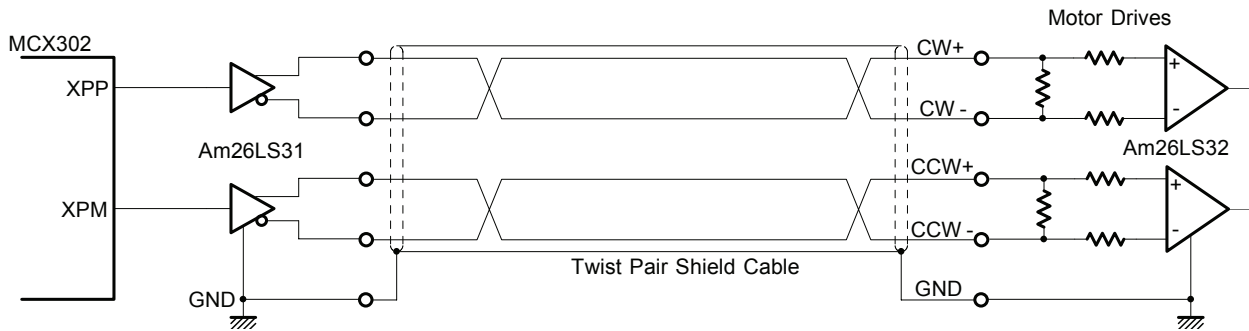 Motor Drives
MCX302
CW+
XPP
+
-
CW -
Am26LS31
Am26LS32
CCW+
XPM
+
-
CCW -
Twist Pair Shield Cable
GND
GND